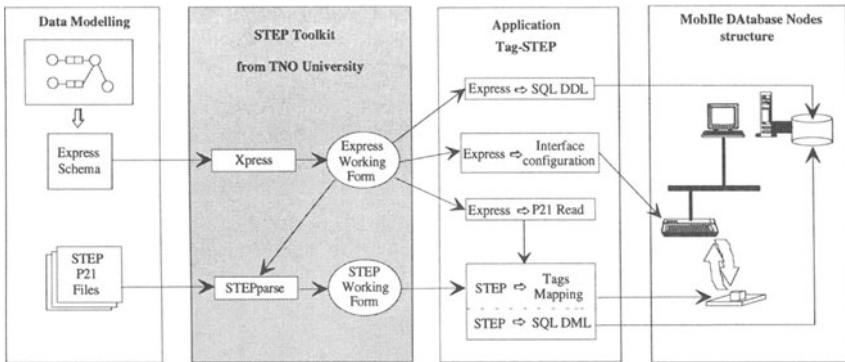 Data Modelling
Express
Schema
STEP
P21
Files
STEP Toolkit
from TNO University
Xpress
Express
Working
Form
STEPparse
STEP
Working
Form
Application
Tag-STEP
Express ⇨ SQL DDL
Express ⇨ Interface
configuration
Express ⇨ P21 Read
STEP ⇨ Tags
Mapping
STEP ⇨ SQL DML
MobIle DAtabase Nodes
structure